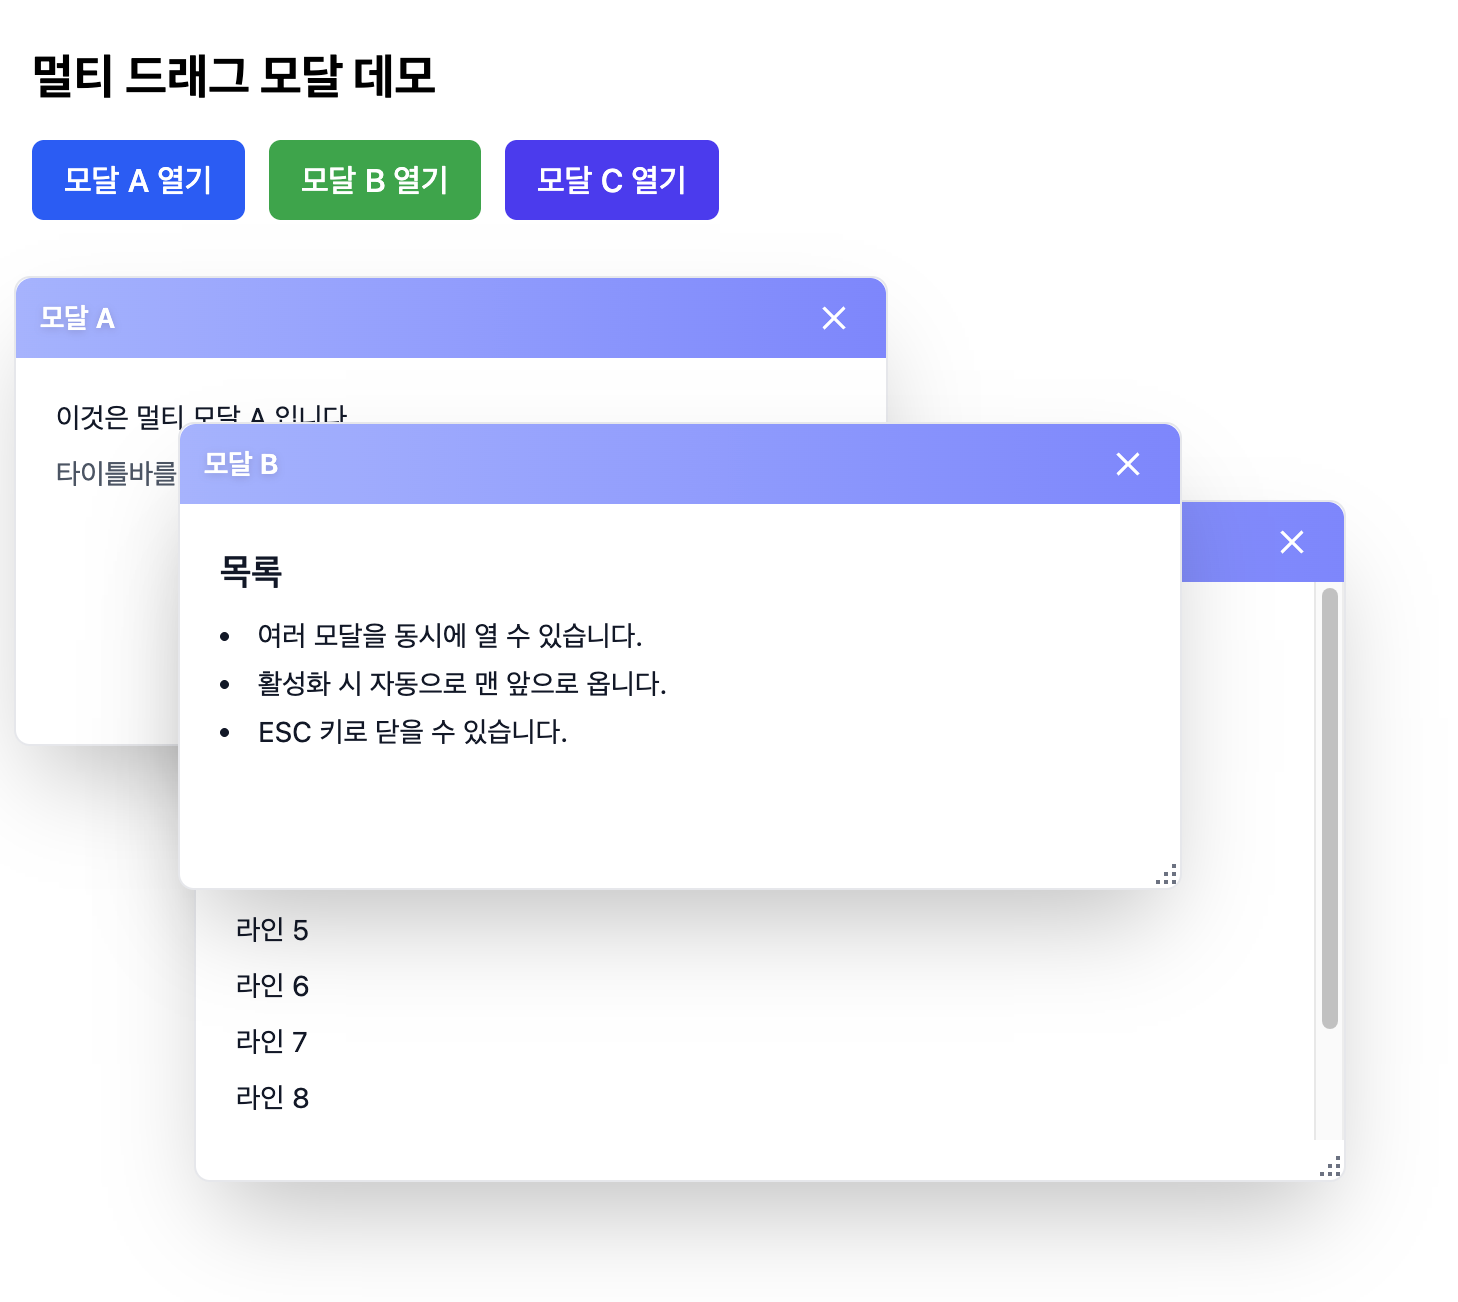 멀티 드래그 모달 데모
모달 A 열기
모달 B 열기
모달 C 열기
모달 A
이것은 멀티 모달 A 입니다
타이틀바를
모달 B
목록
• 여러 모달을 동시에 열 수 있습니다.
• 활성화 시 자동으로 맨 앞으로 옵니다.
• ESC 키로 닫을 수 있습니다.
라인 5
라인 6
라인 7
라인 8